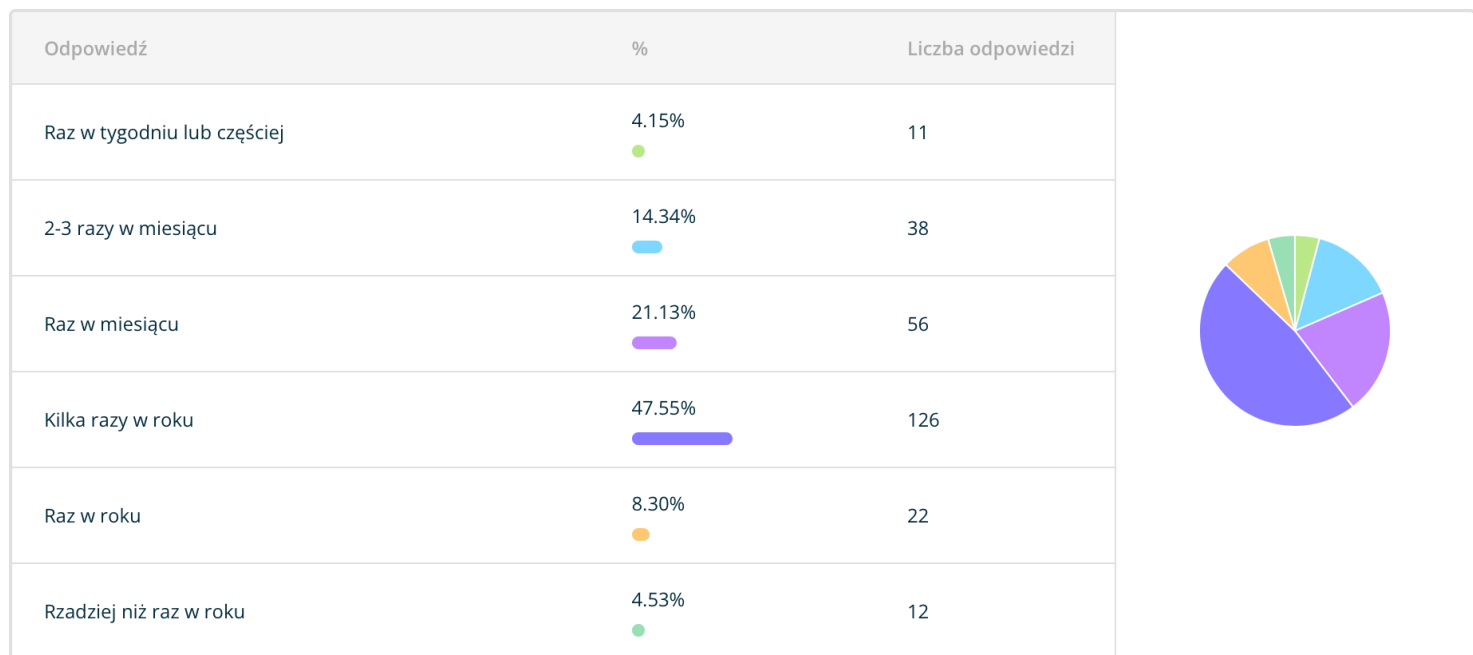 Odpowiedź % Liczba odpowiedzi
Raz w tygodniu lub częściej 4.15% 11
2-3 razy w miesiącu 14.34% 38
Raz w miesiącu 21.13% 56
Kilka razy w roku 47.55% 126
Raz w roku 8.30% 22
Rzadziej niż raz w roku 4.53% 12